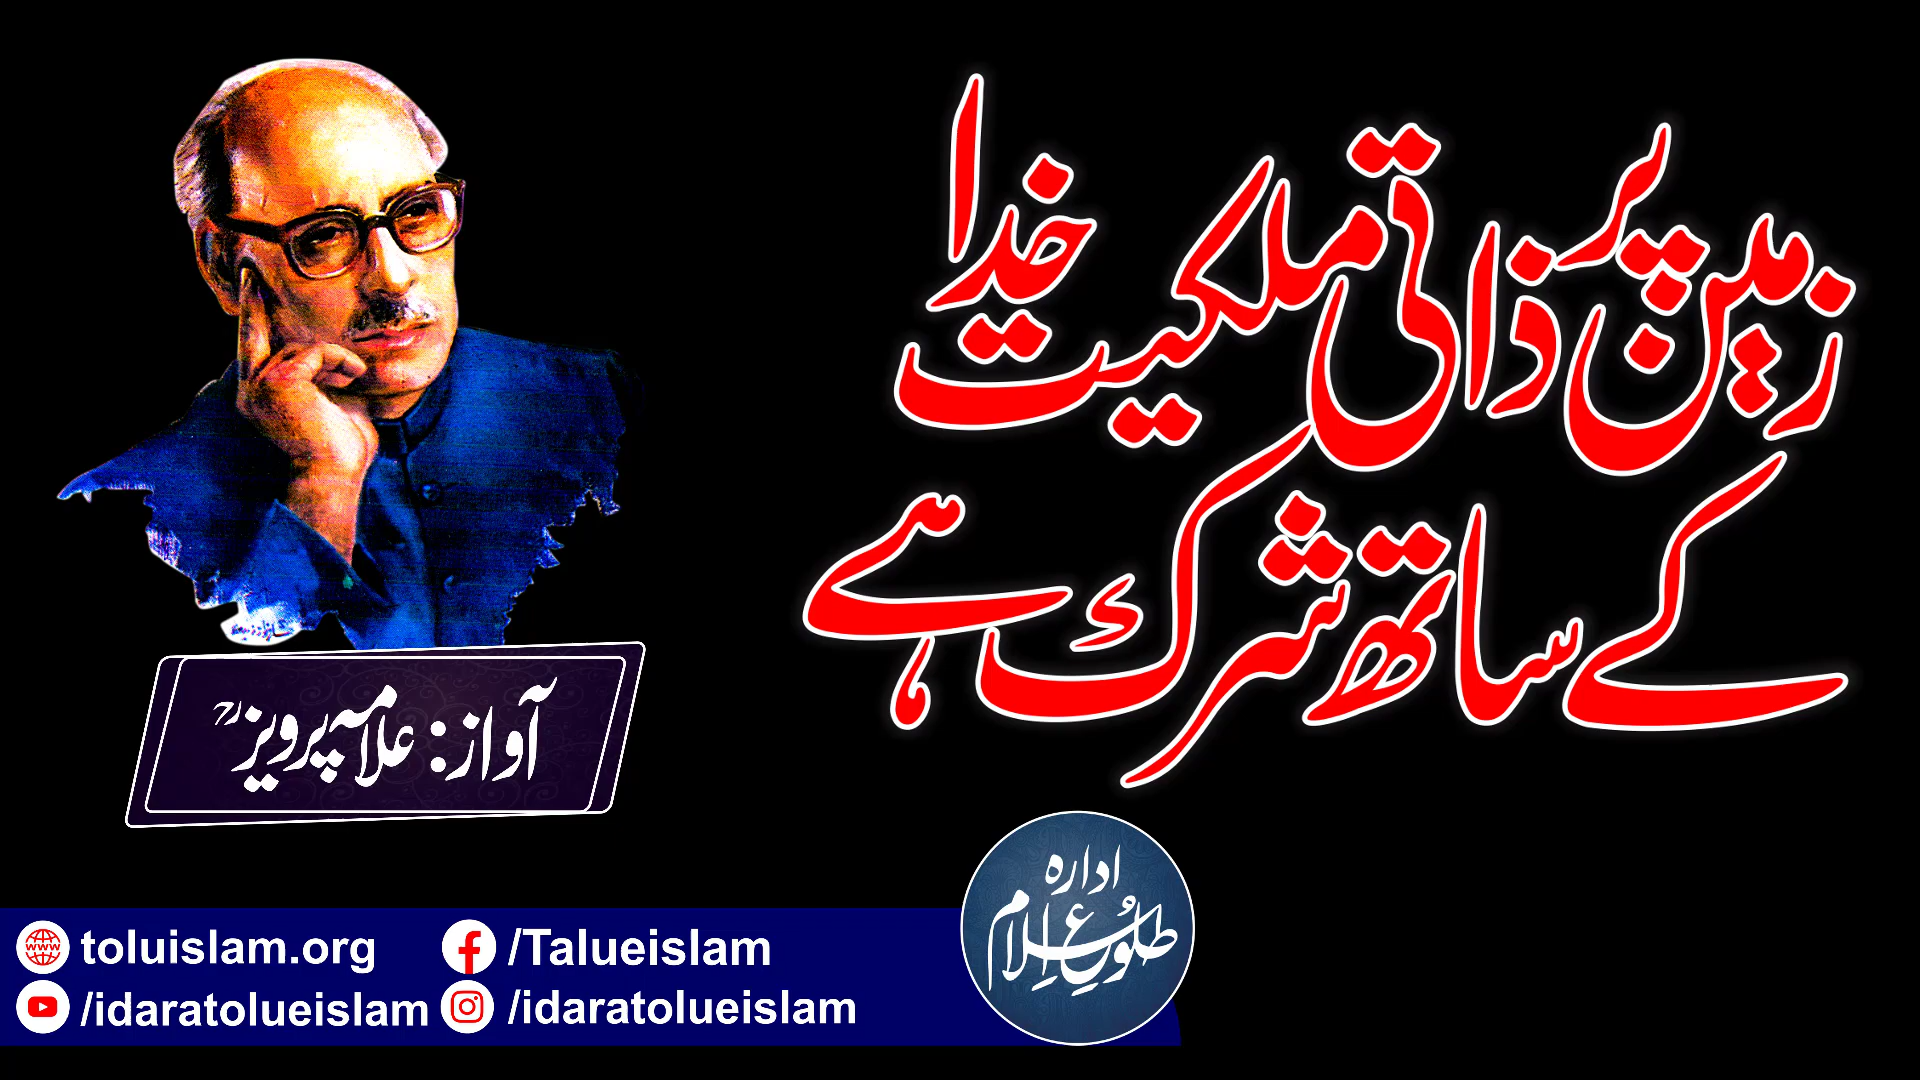 زمین پر ذاتی ملکیت خدا
کے ساتھ شرک ہے
آواز: علامہ پرویزؒ
ادارہ
طلوعِ اسلام
toluislam.org
/Talueislam
/idaratolueislam
/idaratolueislam